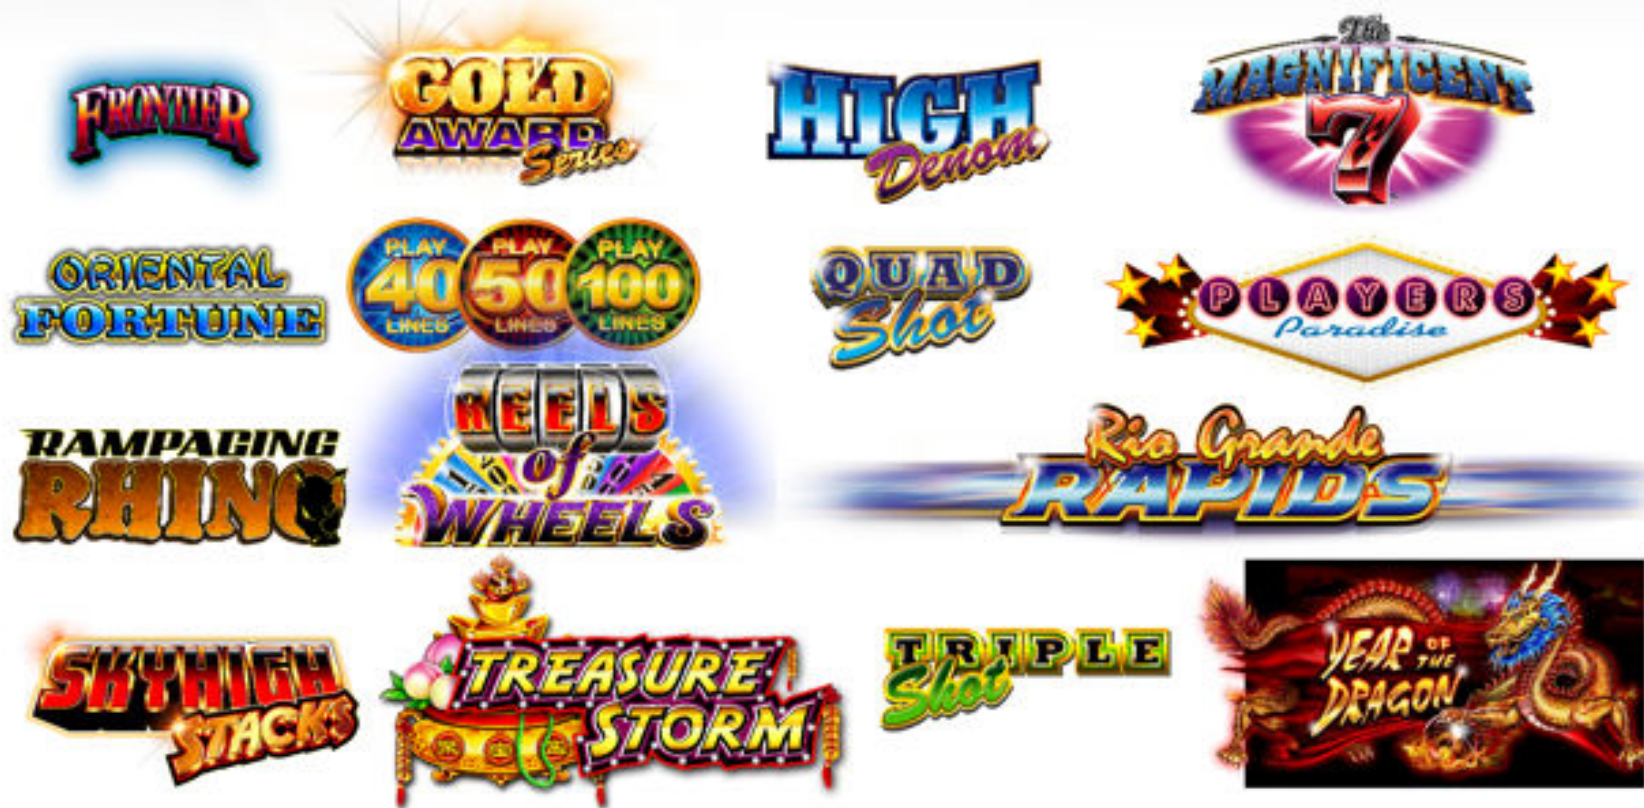 FRONTIER
GOLD
AWARD
Series
HIGH
Denom
The
MAGNIFICENT
7
ORIENTAL
FORTUNE
PLAY
40
LINES
PLAY
50
LINES
PLAY
100
LINES
QUAD
Shot
PLAYERS
Paradise
RAMPAGING
RHINO
REELS
of
WHEELS
Rio Grande
RAPIDS
SKYHIGH
STACKS
TREASURE
STORM
TRIPLE
Shot
YEAR OF
THE
DRAGON